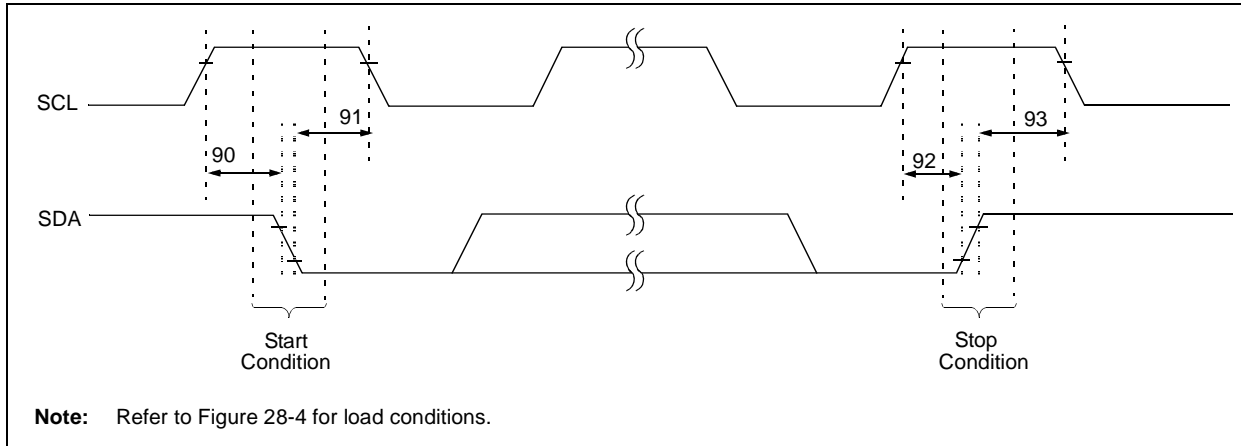 SCL
91
93
90
92
SDA
Start
Condition
Stop
Condition
Note: Refer to Figure 28-4 for load conditions.